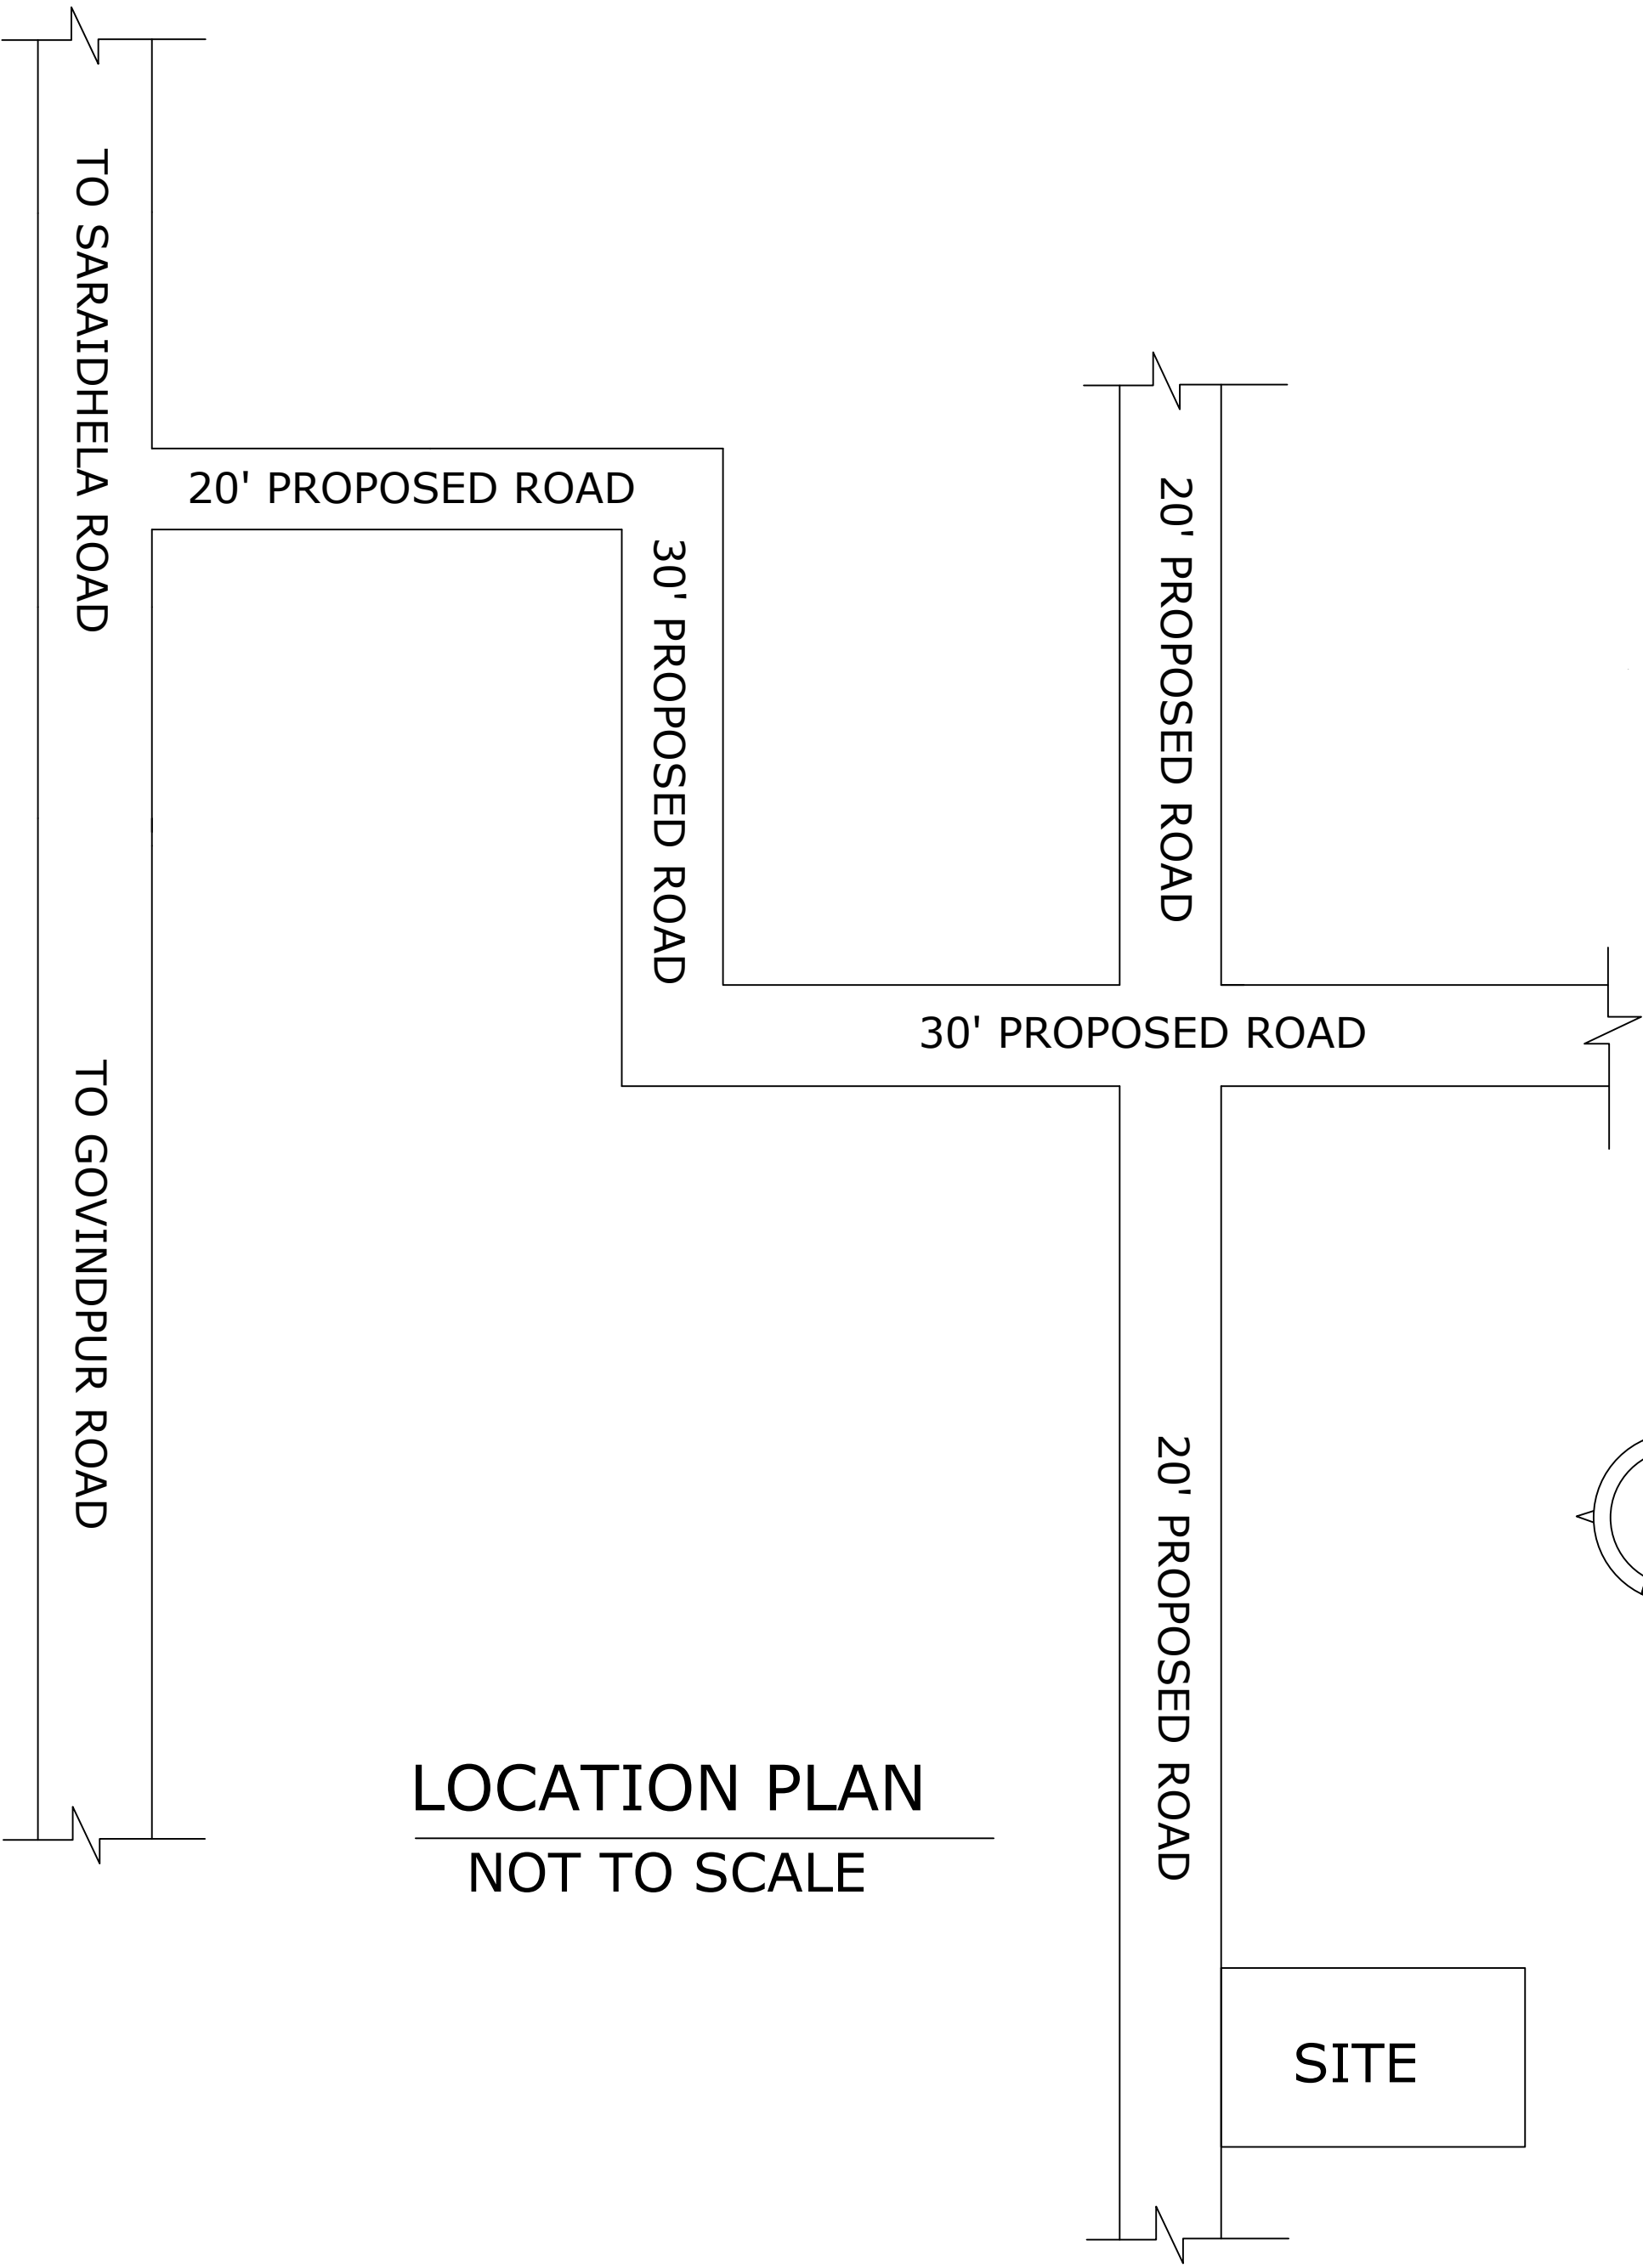 TO SARAIDHELA ROAD
20' PROPOSED ROAD
30' PROPOSED ROAD
20' PROPOSED ROAD
30' PROPOSED ROAD
TO GOVINDPUR ROAD
20' PROPOSED ROAD
LOCATION PLAN
NOT TO SCALE
SITE